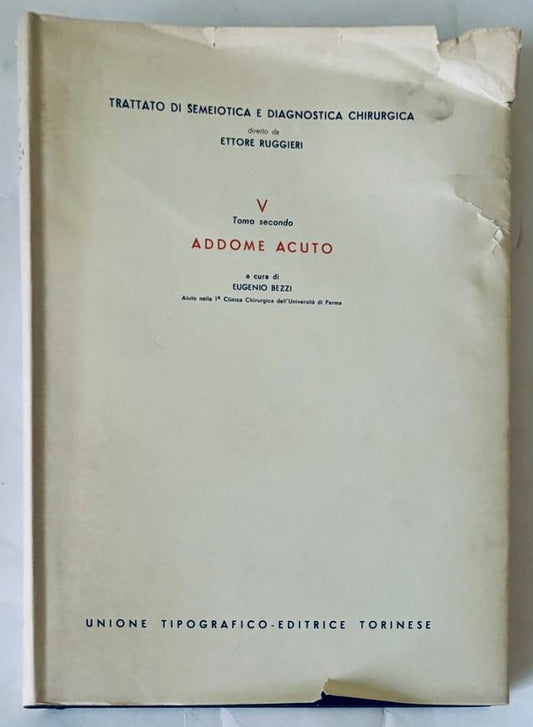 TRATTATO DI SEMEIOTICA E DIAGNOSTICA CHIRURGICA
diretto da
ETTORE RUGGIERI
V
Tomo secondo
ADDOME ACUTO
a cura di
EUGENIO BEZZI
Aiuto nella 1ª Clinica Chirurgica dell'Università di Parma
UNIONE TIPOGRAFICO-EDITRICE TORINESE